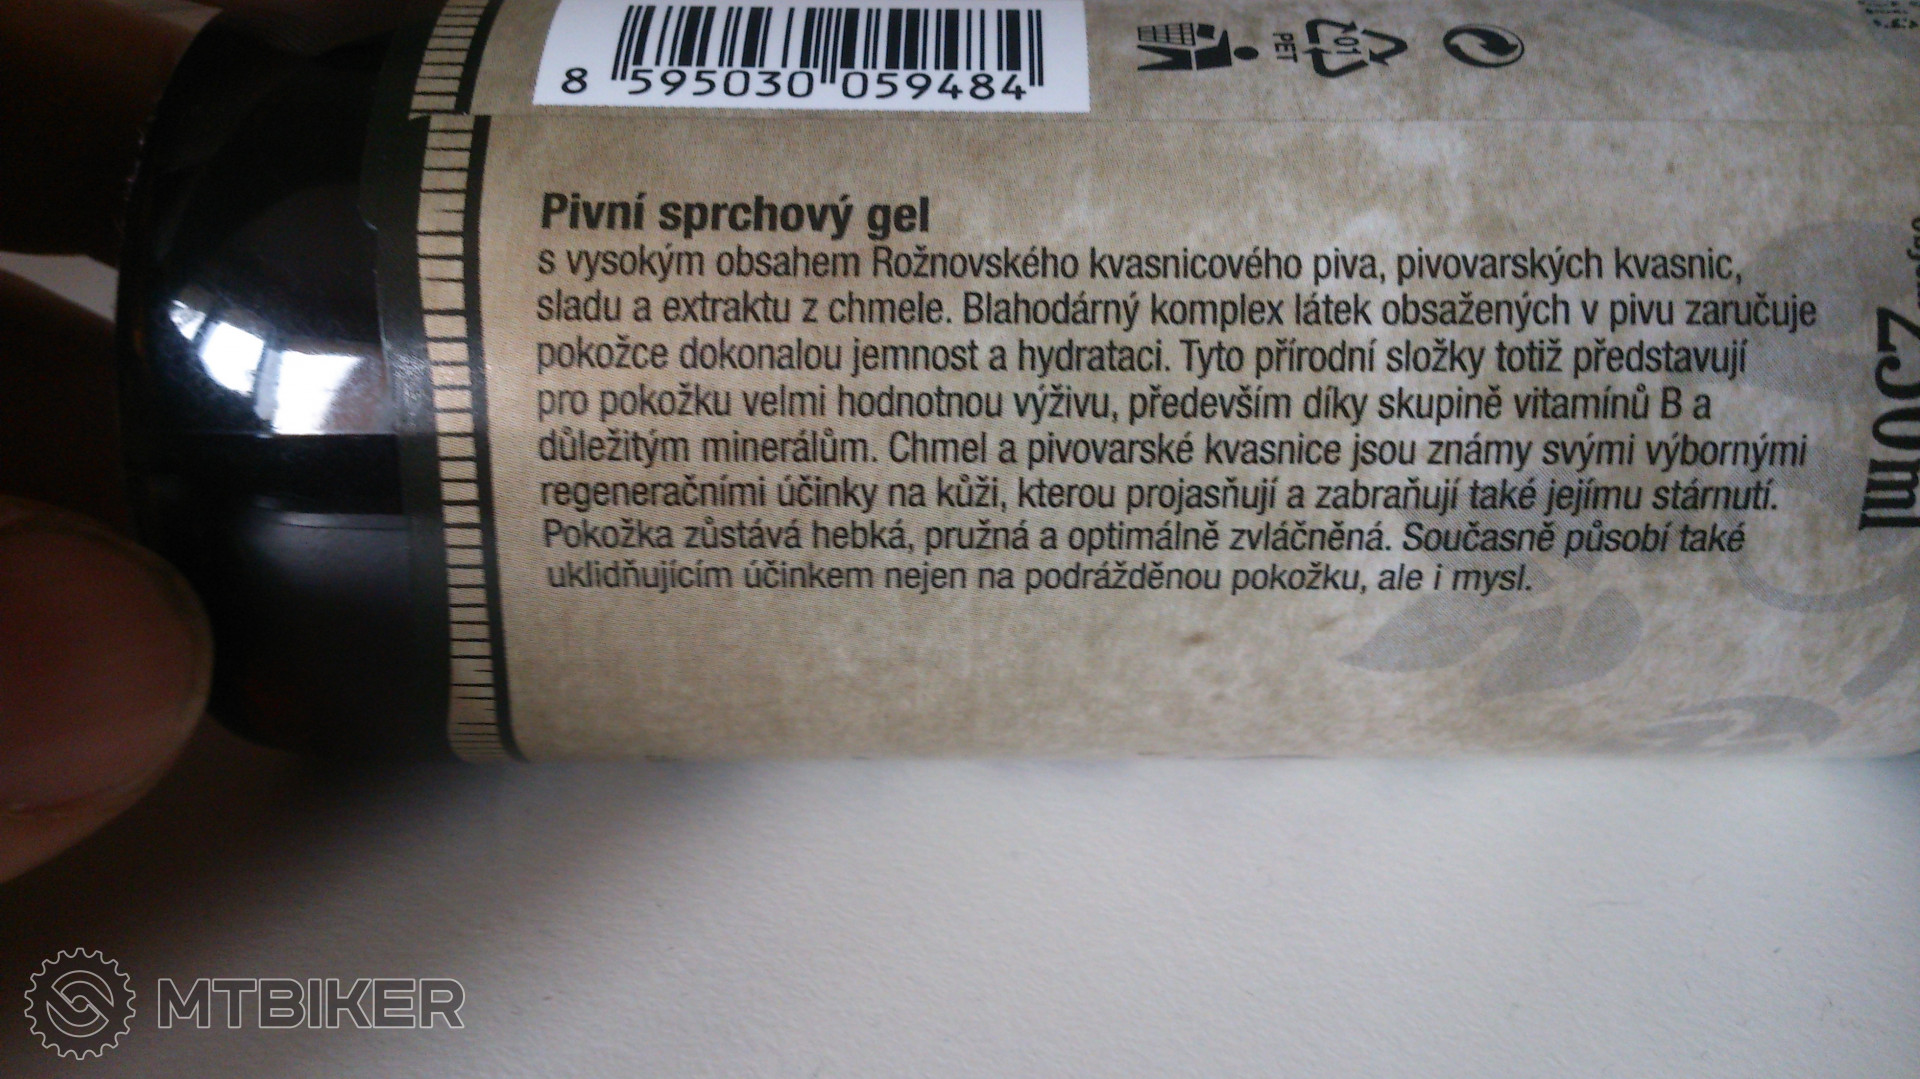 8 595030 059484
PET
01
Pivní sprchový gel
s vysokým obsahem Rožnovského kvasnicového piva, pivovarských kvasnic,
sladu a extraktu z chmele. Blahodárný komplex látek obsažených v pivu zaručuje
pokožce dokonalou jemnost a hydrataci. Tyto přírodní složky totiž představují
pro pokožku velmi hodnotnou výživu, především díky skupině vitamínů B a
důležitým minerálům. Chmel a pivovarské kvasnice jsou známy svými výbornými
regeneračními účinky na kůži, kterou projasňují a zabraňují také jejímu stárnutí.
Pokožka zůstává hebká, pružná a optimálně zvláčněná. Současně působí také
uklidňujícím účinkem nejen na podrážděnou pokožku, ale i mysl.
250ml
MTBIKER